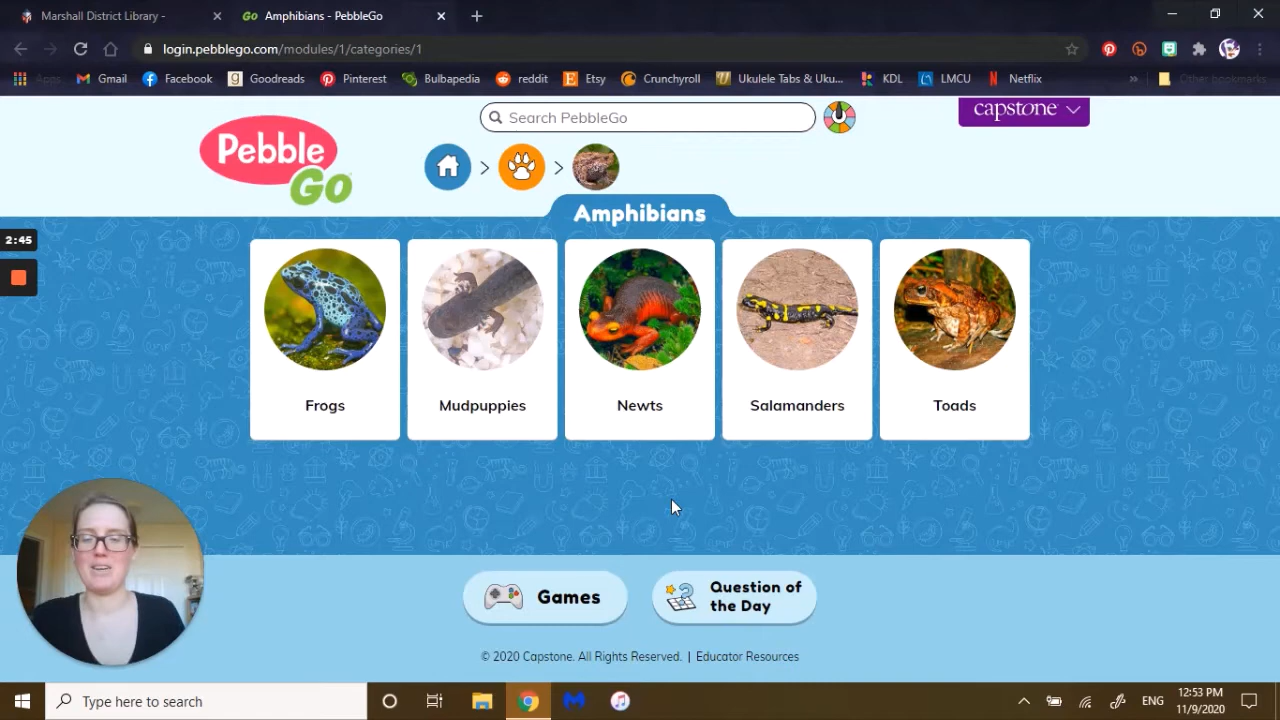 Marshall District Library -
Amphibians - PebbleGo
login.pebblego.com/modules/1/categories/1
Apps Gmail Facebook Goodreads Pinterest Bulbapedia reddit Etsy Crunchyroll Ukulele Tabs & Uku... KDL LMCU Netflix » Other bookmarks
Search PebbleGo
capstone
Pebble
Go
Amphibians
2:45
Frogs Mudpuppies Newts Salamanders Toads
Games
Question of
the Day
© 2020 Capstone. All Rights Reserved. | Educator Resources
Type here to search
ENG
12:53 PM
11/9/2020